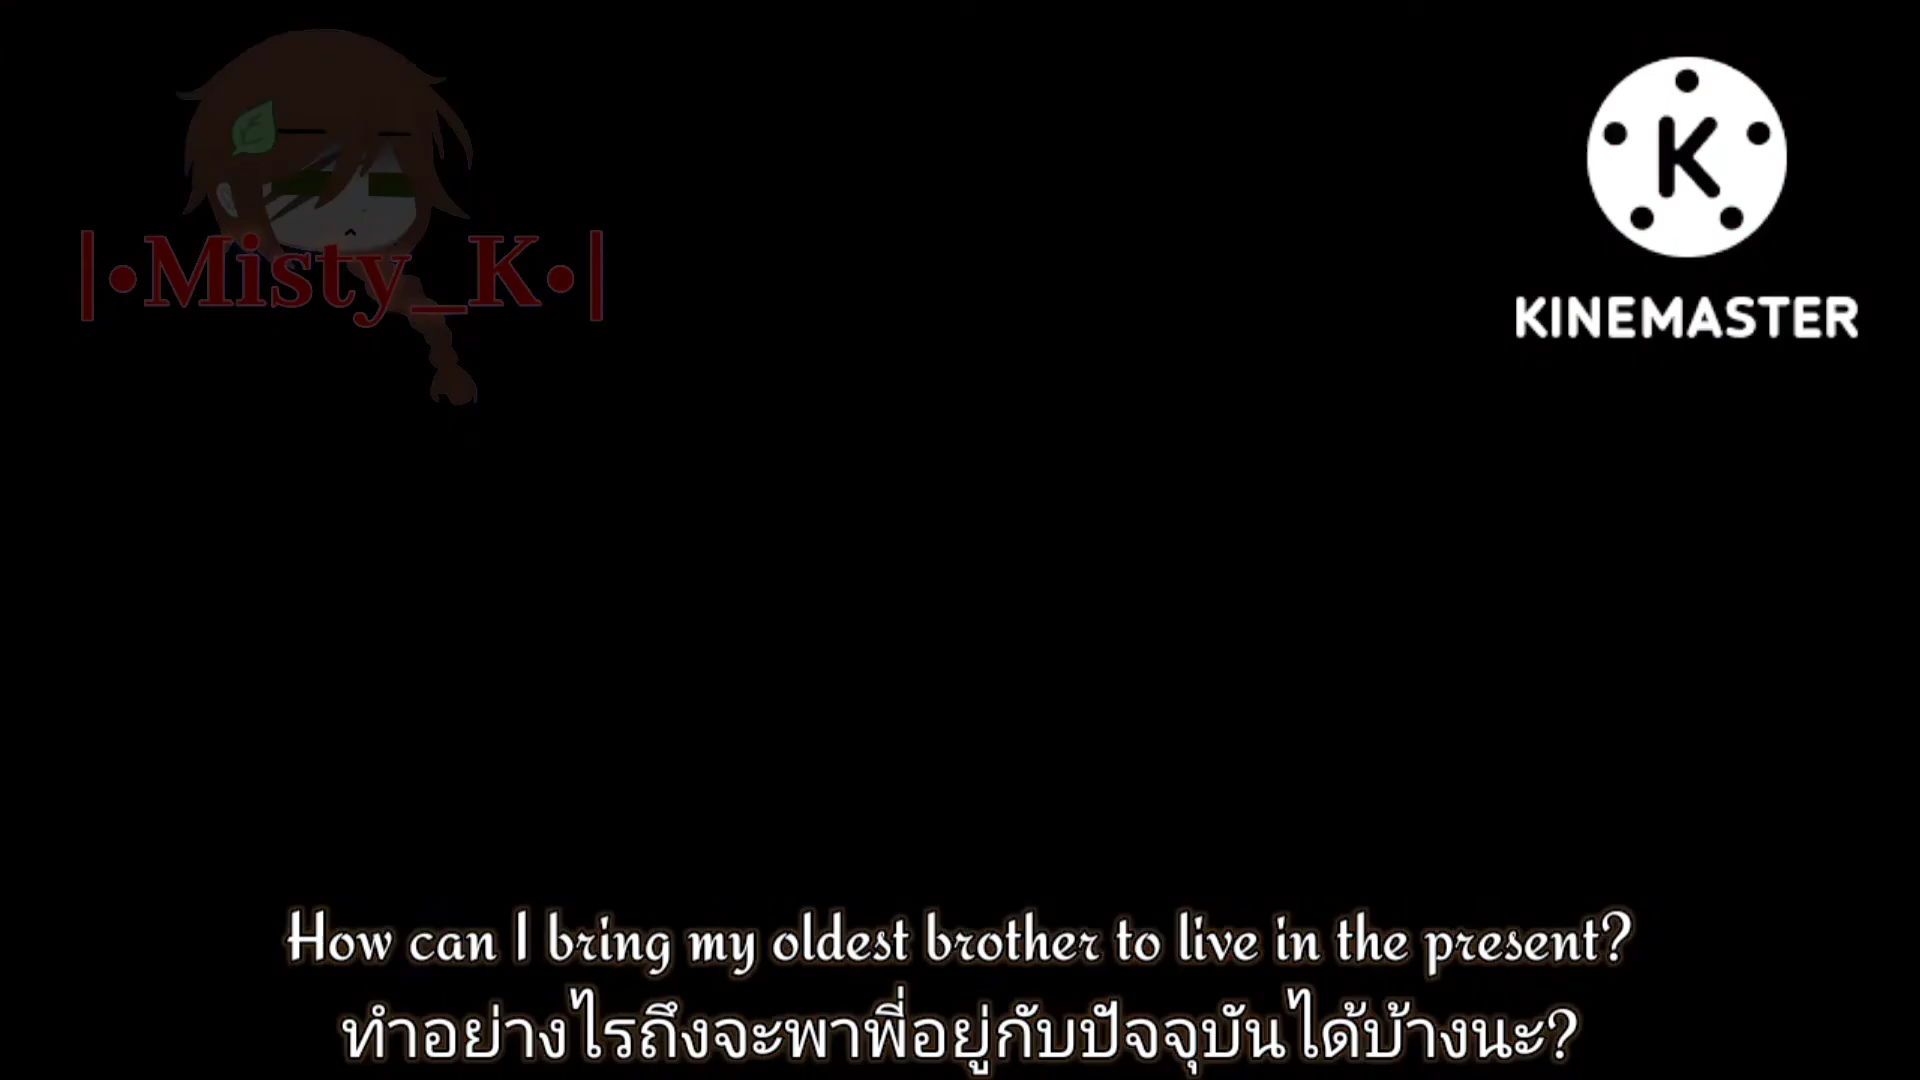 |•Misty_K•|
K
KINEMASTER
How can I bring my oldest brother to live in the present?
ทำอย่างไรถึงจะพาพี่อยู่กับปัจจุบันได้บ้างนะ?